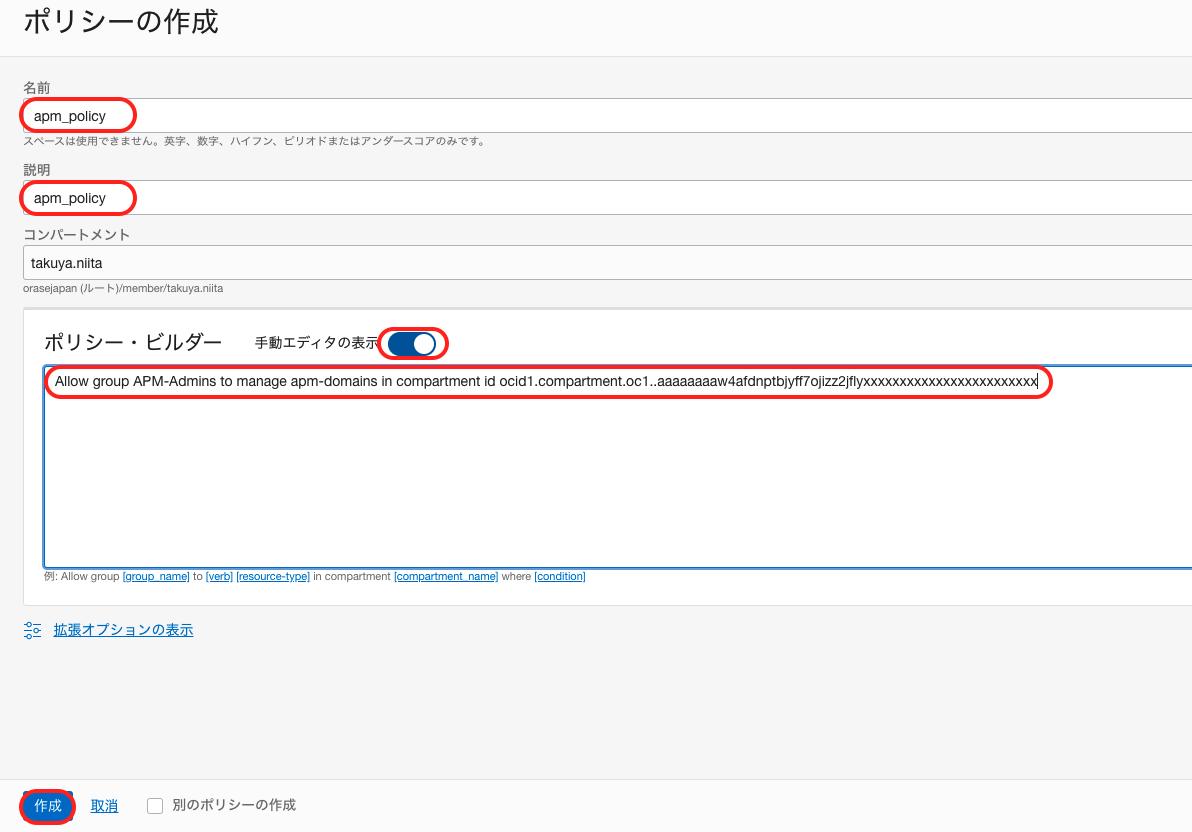 ポリシーの作成
名前
apm_policy
スペースは使用できません。英字、数字、ハイフン、ピリオドまたはアンダースコアのみです。
説明
apm_policy
コンパートメント
takuya.niita
orasejapan (ルート)/member/takuya.niita
ポリシー・ビルダー 手動エディタの表示
Allow group APM-Admins to manage apm-domains in compartment id ocid1.compartment.oc1..aaaaaaaaw4afdnptbjyff7ojizz2jflyxxxxxxxxxxxxxxxxxxxxxxxx
例: Allow group [group_name] to [verb] [resource-type] in compartment [compartment_name] where [condition]
拡張オプションの表示
作成 取消 別のポリシーの作成